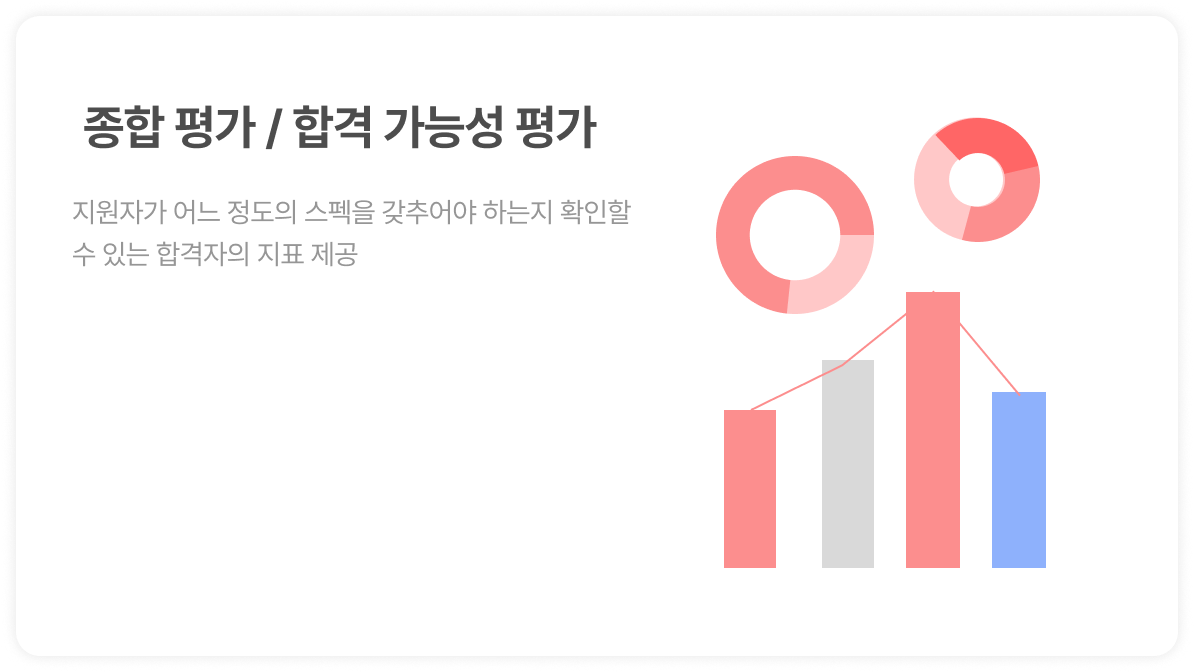 종합 평가 / 합격 가능성 평가
지원자가 어느 정도의 스펙을 갖추어야 하는지 확인할
수 있는 합격자의 지표 제공